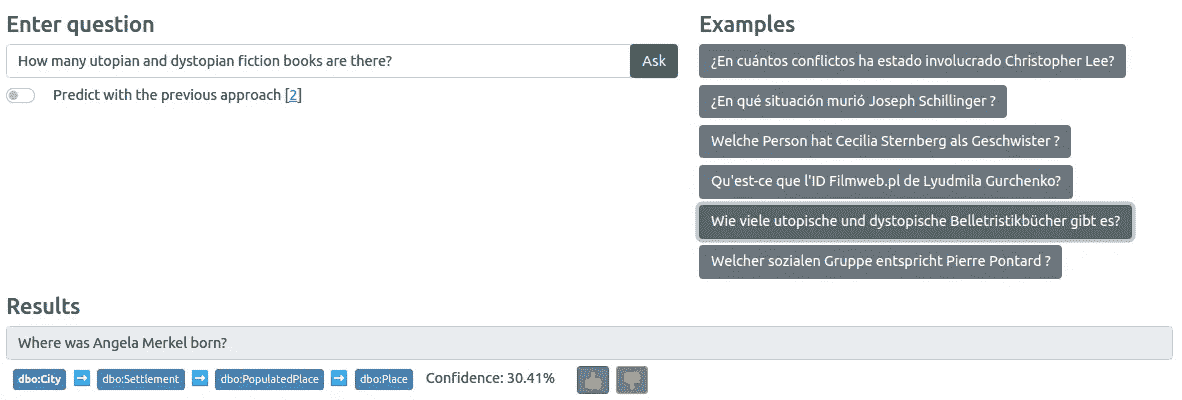 Enter question
How many utopian and dystopian fiction books are there?
Ask
Predict with the previous approach [2]
Examples
¿En cuántos conflictos ha estado involucrado Christopher Lee?
¿En qué situación murió Joseph Schillinger ?
Welche Person hat Cecilia Sternberg als Geschwister ?
Qu'est-ce que l'ID Filmweb.pl de Lyudmila Gurchenko?
Wie viele utopische und dystopische Belletristikbücher gibt es?
Welcher sozialen Gruppe entspricht Pierre Pontard ?
Results
Where was Angela Merkel born?
dbo:City ➡ dbo:Settlement ➡ dbo:PopulatedPlace ➡ dbo:Place Confidence: 30.41%